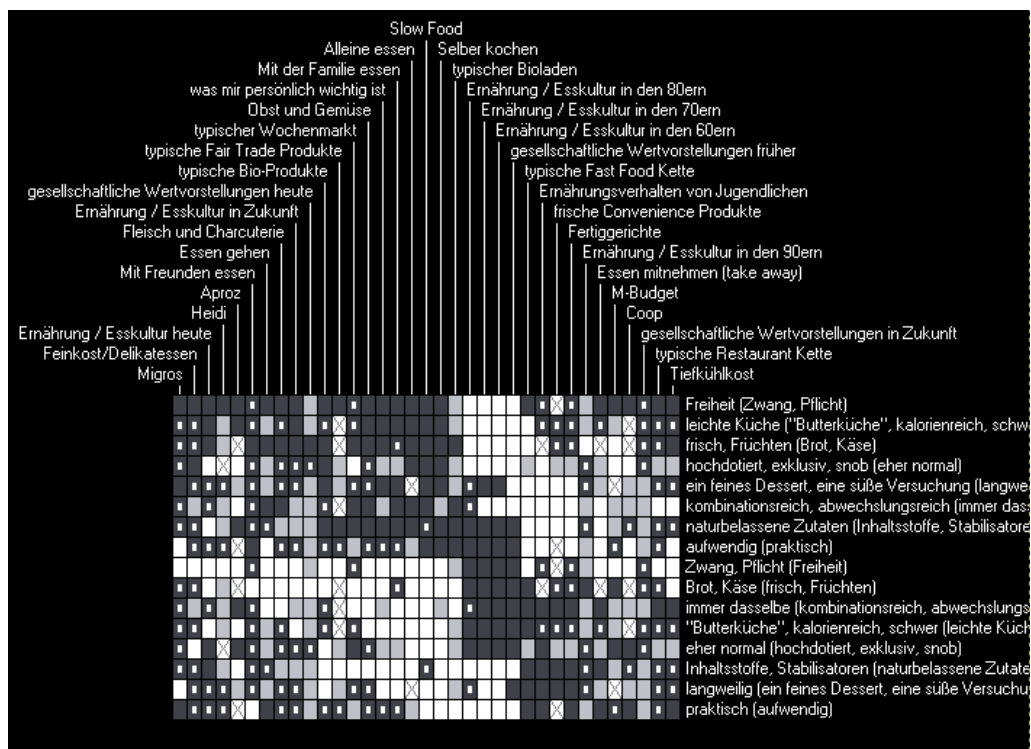 Slow Food
Alleine essen Selber kochen
Mit der Familie essen typischer Bioladen
was mir persönlich wichtig ist Ernährung / Esskultur in den 80ern
Obst und Gemüse Ernährung / Esskultur in den 70ern
typischer Wochenmarkt Ernährung / Esskultur in den 60ern
typische Fair Trade Produkte gesellschaftliche Wertvorstellungen früher
typische Bio-Produkte typische Fast Food Kette
gesellschaftliche Wertvorstellungen heute Ernährungsverhalten von Jugendlichen
Ernährung / Esskultur in Zukunft frische Convenience Produkte
Fleisch und Charcuterie Fertiggerichte
Essen gehen Ernährung / Esskultur in den 90ern
Mit Freunden essen Essen mitnehmen (take away)
Aproz M-Budget
Heidi Coop
Ernährung / Esskultur heute gesellschaftliche Wertvorstellungen in Zukunft
Feinkost/Delikatessen typische Restaurant Kette
Migros Tiefkühlkost
Freiheit (Zwang, Pflicht)
leichte Küche ("Butterküche", kalorienreich, schwe
frisch, Früchten (Brot, Käse)
hochdotiert, exklusiv, snob (eher normal)
ein feines Dessert, eine süße Versuchung (langwe
kombinationsreich, abwechslungsreich (immer dass
naturbelassene Zutaten (Inhaltsstoffe, Stabilisatore
aufwendig (praktisch)
Zwang, Pflicht (Freiheit)
Brot, Käse (frisch, Früchten)
immer dasselbe (kombinationsreich, abwechslungs
"Butterküche", kalorienreich, schwer (leichte Küch
eher normal (hochdotiert, exklusiv, snob)
Inhaltsstoffe, Stabilisatoren (naturbelassene Zutate
langweilig (ein feines Dessert, eine süße Versuchu
praktisch (aufwendig)